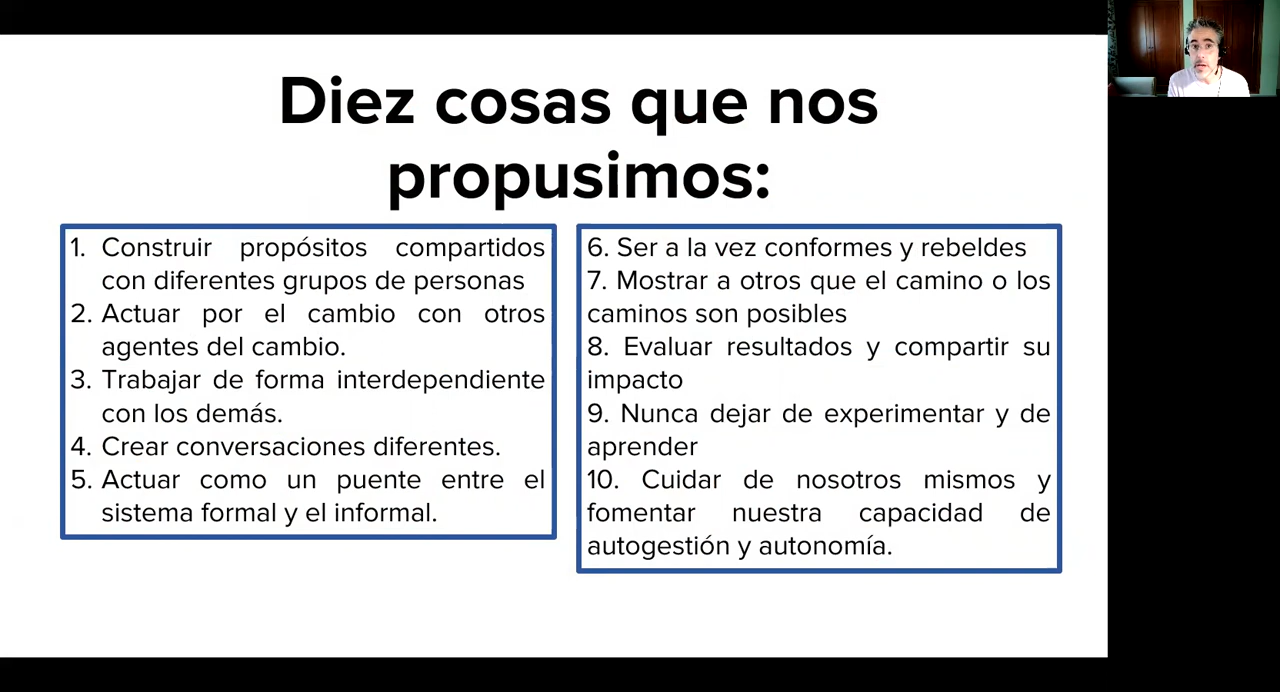 Diez cosas que nos
propusimos:
1. Construir propósitos compartidos
con diferentes grupos de personas
2. Actuar por el cambio con otros
agentes del cambio.
3. Trabajar de forma interdependiente
con los demás.
4. Crear conversaciones diferentes.
5. Actuar como un puente entre el
sistema formal y el informal.
6. Ser a la vez conformes y rebeldes
7. Mostrar a otros que el camino o los
caminos son posibles
8. Evaluar resultados y compartir su
impacto
9. Nunca dejar de experimentar y de
aprender
10. Cuidar de nosotros mismos y
fomentar nuestra capacidad de
autogestión y autonomía.